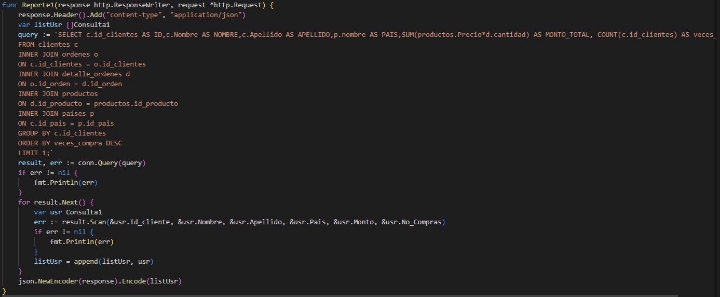 func Reporte1(response http.ResponseWriter, request *http.Request) {
response.Header().Add("content-type", "application/json")
var listUsr []Consulta1
query := `SELECT c.id_clientes AS ID,c.Nombre AS NOMBRE,c.Apellido AS APELLIDO,p.nombre AS PAIS,SUM(productos.Precio*d.cantidad) AS MONTO_TOTAL, COUNT(c.id_clientes) AS veces_
FROM clientes c
INNER JOIN ordenes o
ON c.id_clientes = o.id_clientes
INNER JOIN detalle_ordenes d
ON o.id_orden = d.id_orden
INNER JOIN productos
ON d.id_producto = productos.id_producto
INNER JOIN paises p
ON c.id_pais = p.id_pais
GROUP BY c.id_clientes
ORDER BY veces_compra DESC
LIMIT 1;`
result, err := conn.Query(query)
if err != nil {
fmt.Println(err)
}
for result.Next() {
var usr Consulta1
err := result.Scan(&usr.Id_cliente, &usr.Nombre, &usr.Apellido, &usr.Pais, &usr.Monto, &usr.No_Compras)
if err != nil {
fmt.Println(err)
}
listUsr = append(listUsr, usr)
}
json.NewEncoder(response).Encode(listUsr)
}